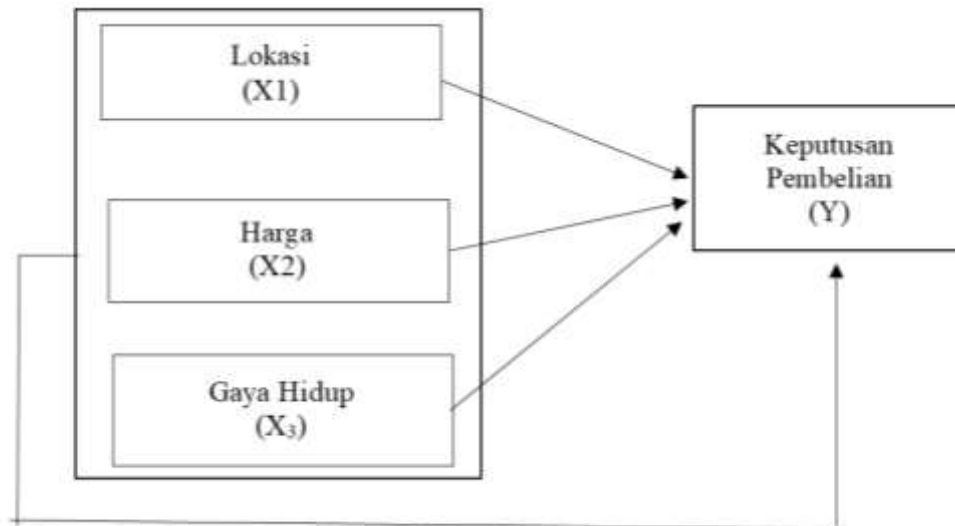 Lokasi
(X1)
Harga
(X2)
Gaya Hidup
(X₃)
Keputusan
Pembelian
(Y)